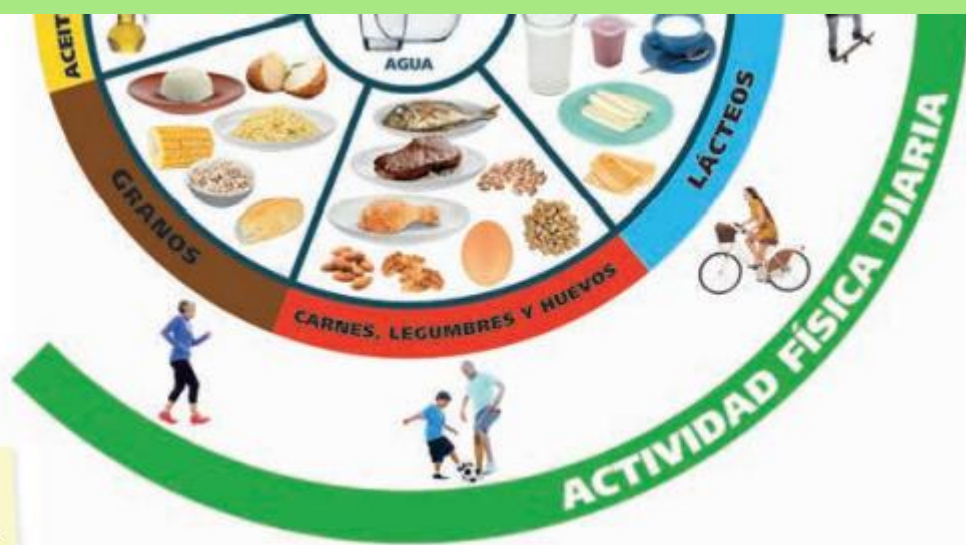 ACEIT
AGUA
GRANOS
CARNES, LEGUMBRES Y HUEVOS
LÁCTEOS
ACTIVIDAD FÍSICA DIARIA